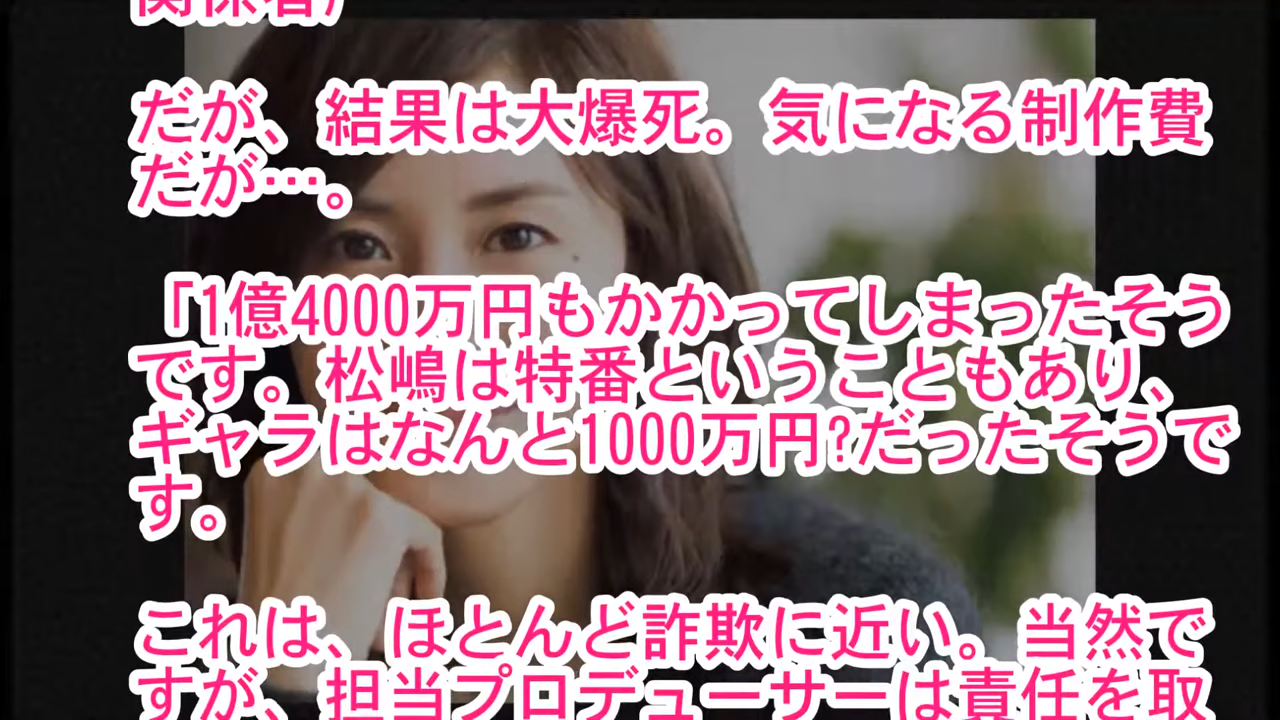 関係者)
だが、結果は大爆死。気になる制作費
だが…。
「1億4000万円もかかってしまったそう
です。松嶋は特番ということもあり、
ギャラはなんと1000万円?だったそうで
す。
これは、ほとんど詐欺に近い。当然で
すが、担当プロデューサーは責任を取